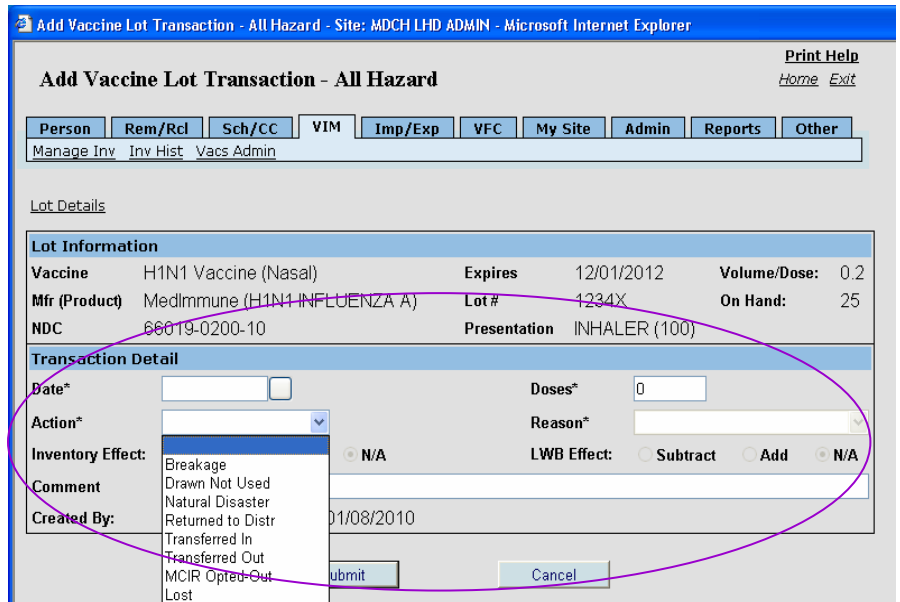 Add Vaccine Lot Transaction - All Hazard - Site: MDCH LHD ADMIN - Microsoft Internet Explorer
Print Help
Add Vaccine Lot Transaction - All Hazard
Home Exit
Person Rem/Rcl Sch/CC VIM Imp/Exp VFC My Site Admin Reports Other
Manage Inv Inv Hist Vacs Admin
Lot Details
Lot Information
Vaccine H1N1 Vaccine (Nasal) Expires 12/01/2012 Volume/Dose: 0.2
Mfr (Product) MedImmune (H1N1 INFLUENZA A) Lot # 1234X On Hand: 25
NDC 66019-0200-10 Presentation INHALER (100)
Transaction Detail
Date* Doses* 0
Action* Reason*
Inventory Effect: N/A LWB Effect: Subtract Add N/A
Breakage
Comment
Drawn Not Used
Natural Disaster
Created By: Returned to Distr 01/08/2010
Transferred In
Transferred Out
MCIR Opted-Out ubmit Cancel
Lost